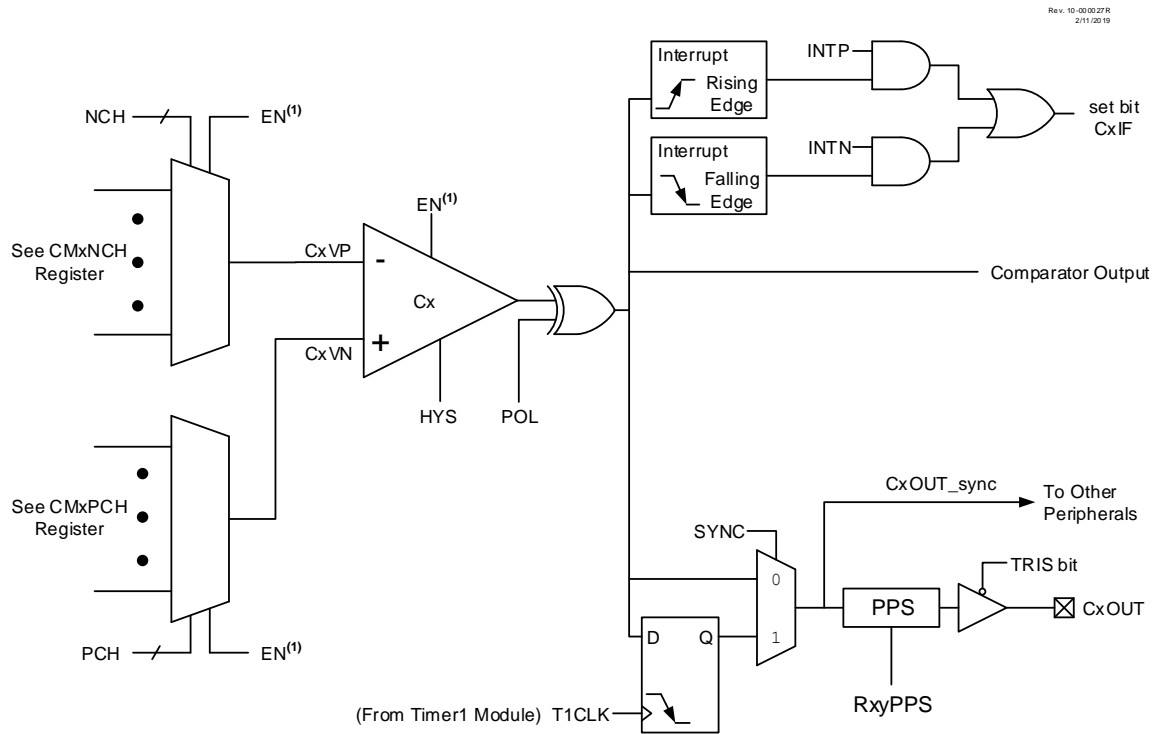 Rev. 10-000027R
2/11/2019
NCH
EN(1)
See CMxNCH
Register
CxVP
EN(1)
-
Cx
+
CxVN
HYS
POL
See CMxPCH
Register
PCH
EN(1)
Interrupt
Rising
Edge
INTP
Interrupt
Falling
Edge
INTN
set bit
CxIF
Comparator Output
CxOUT_sync
To Other
Peripherals
SYNC
0
1
TRIS bit
PPS
CxOUT
RxyPPS
D
Q
(From Timer1 Module) T1CLK